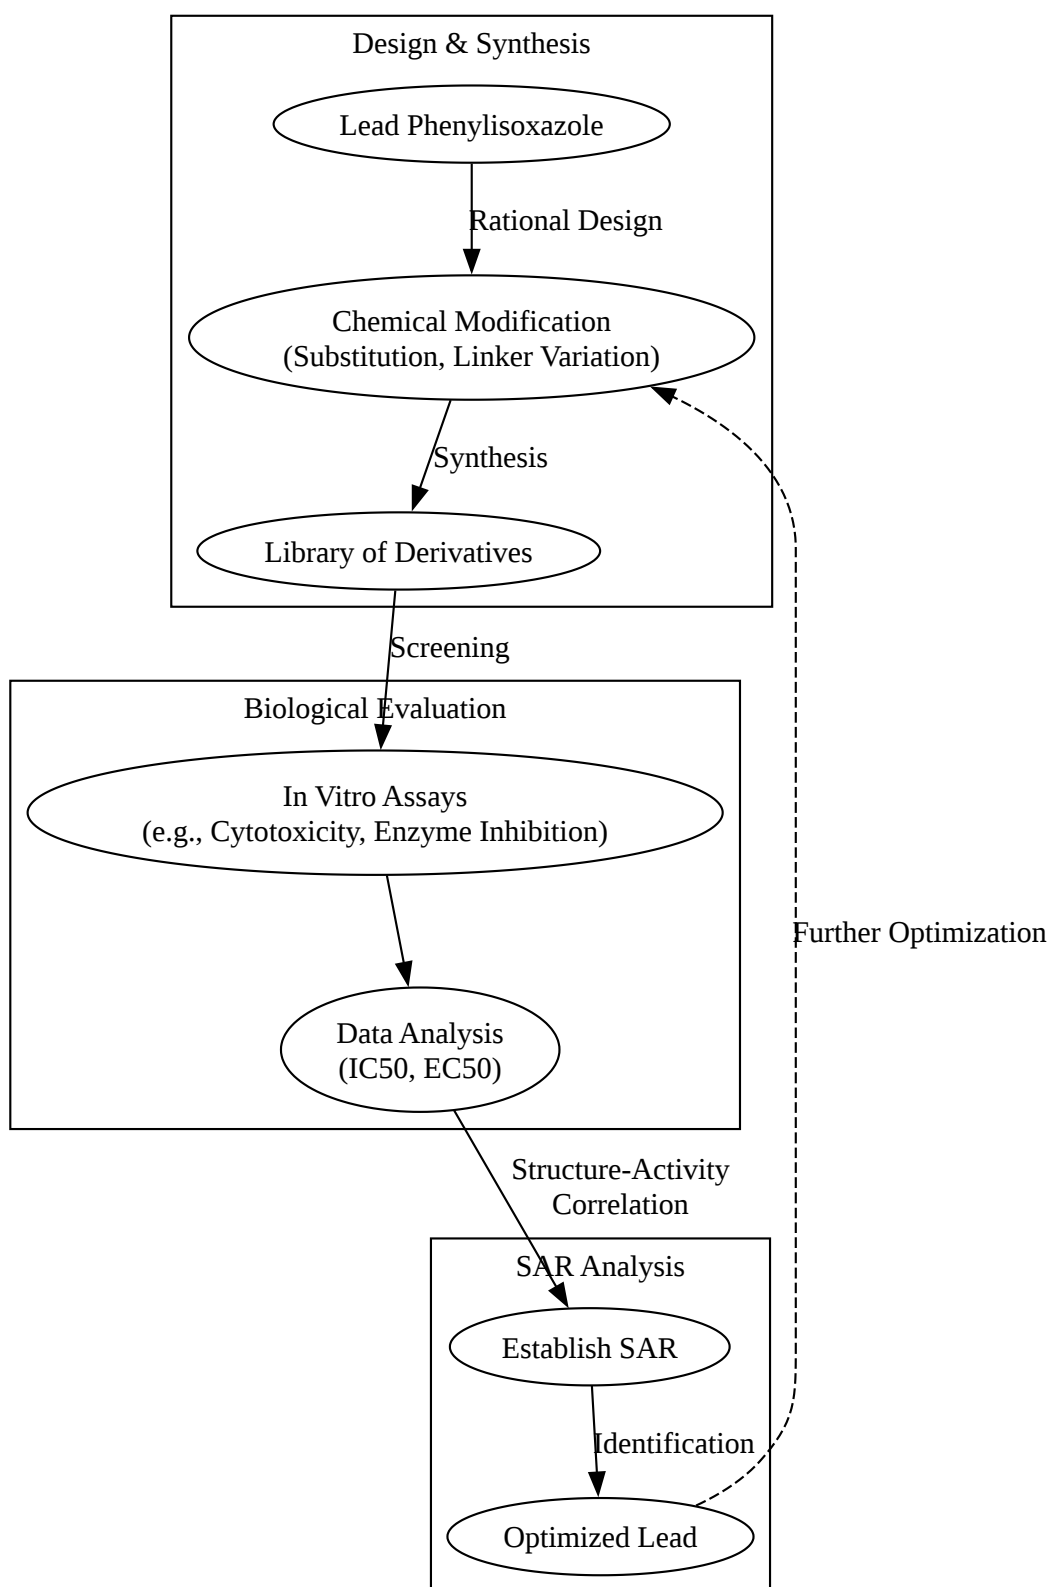 Design & Synthesis
Lead Phenylisoxazole
Rational Design
Chemical Modification
(Substitution, Linker Variation)
Synthesis
Library of Derivatives
Screening
Biological Evaluation
In Vitro Assays
(e.g., Cytotoxicity, Enzyme Inhibition)
Further Optimization
Data Analysis
(IC50, EC50)
Structure-Activity
Correlation
SAR Analysis
Establish SAR
Identification
Optimized Lead